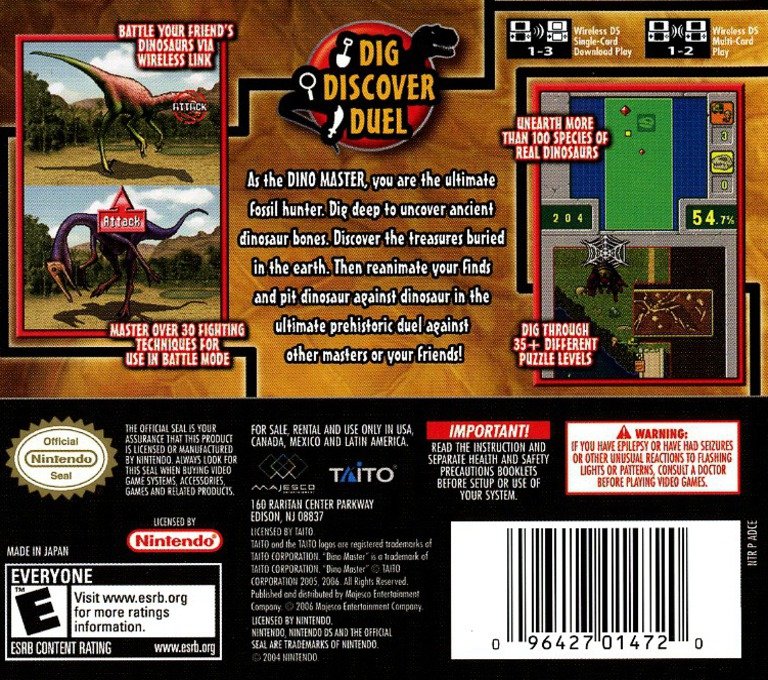 BATTLE YOUR FRIEND'S
DINOSAURS VIA
WIRELESS LINK
ATTACK
Attack
MASTER OVER 30 FIGHTING
TECHNIQUES FOR
USE IN BATTLE MODE
DIG
DISCOVER
DUEL
As the DINO MASTER, you are the ultimate
fossil hunter. Dig deep to uncover ancient
dinosaur bones. Discover the treasures buried
in the earth. Then reanimate your finds
and pit dinosaur against dinosaur in the
ultimate prehistoric duel against
other masters or your friends!
1-3
Wireless DS
Single-Card
Download Play
1-2
Wireless DS
Multi-Card
Play
UNEARTH MORE
THAN 100 SPECIES OF
REAL DINOSAURS
3
0
204
54.7%
DIG THROUGH
35+ DIFFERENT
PUZZLE LEVELS
Official
Nintendo
Seal
THE OFFICIAL SEAL IS YOUR
ASSURANCE THAT THIS PRODUCT
IS LICENSED OR MANUFACTURED
BY NINTENDO. ALWAYS LOOK FOR
THIS SEAL WHEN BUYING VIDEO
GAME SYSTEMS, ACCESSORIES,
GAMES AND RELATED PRODUCTS.
LICENSED BY
Nintendo
MADE IN JAPAN
EVERYONE
E
TM
Visit www.esrb.org
for more ratings
information.
ESRB CONTENT RATING www.esrb.org
FOR SALE, RENTAL AND USE ONLY IN USA,
CANADA, MEXICO AND LATIN AMERICA.
MAJESCO
ENTERTAINMENT
TAITO
160 RARITAN CENTER PARKWAY
EDISON, NJ 08837
LICENSED BY TAITO.
TAITO and the TAITO logos are registered trademarks of
TAITO CORPORATION. "Dino Master" is a trademark of
TAITO CORPORATION. "Dino Master" © TAITO
CORPORATION 2005, 2006. All Rights Reserved.
Published and distributed by Majesco Entertainment
Company. © 2006 Majesco Entertainment Company.
LICENSED BY NINTENDO.
NINTENDO, NINTENDO DS AND THE OFFICIAL
SEAL ARE TRADEMARKS OF NINTENDO.
© 2004 NINTENDO.
IMPORTANT!
READ THE INSTRUCTION AND
SEPARATE HEALTH AND SAFETY
PRECAUTIONS BOOKLETS
BEFORE SETUP OR USE OF
YOUR SYSTEM.
WARNING:
IF YOU HAVE EPILEPSY OR HAVE HAD SEIZURES
OR OTHER UNUSUAL REACTIONS TO FLASHING
LIGHTS OR PATTERNS, CONSULT A DOCTOR
BEFORE PLAYING VIDEO GAMES.
NTR P ADCE
0 96427 01472 0